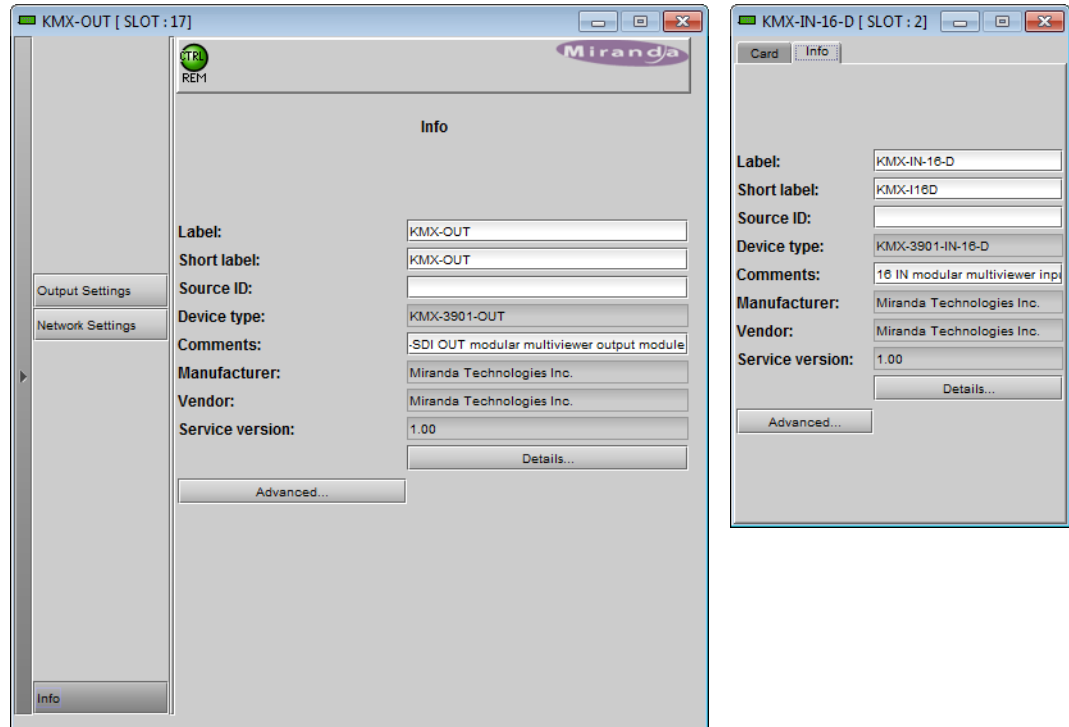 KMX-OUT [ SLOT : 17]
CTRL
REM
Miranda
Info
Label: KMX-OUT
Short label: KMX-OUT
Source ID:
Device type: KMX-3901-OUT
Comments: -SDI OUT modular multiviewer output module
Manufacturer: Miranda Technologies Inc.
Vendor: Miranda Technologies Inc.
Service version: 1.00
Details...
Advanced...
Output Settings
Network Settings
Info
KMX-IN-16-D [ SLOT : 2]
Card Info
Label: KMX-IN-16-D
Short label: KMX-I16D
Source ID:
Device type: KMX-3901-IN-16-D
Comments: 16 IN modular multiviewer inpu
Manufacturer: Miranda Technologies Inc.
Vendor: Miranda Technologies Inc.
Service version: 1.00
Details...
Advanced...